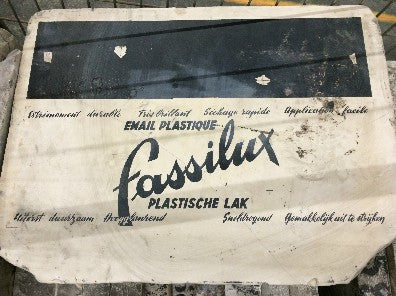 Extrêmement durable Très brillant Séchage rapide Application facile
EMAIL PLASTIQUE
Fassilux
PLASTISCHE LAK
Uiterst duurzaam Hoogglanzend Sneldrogend Gemakkelijk uit te strijken